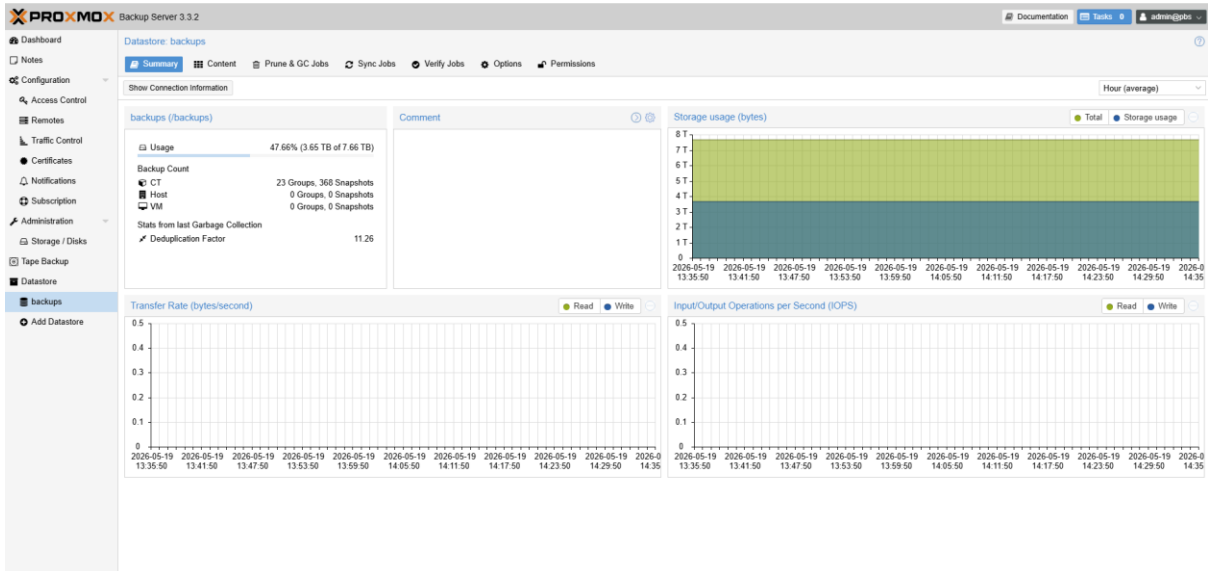 PROXMOX Backup Server 3.3.2
Documentation
Tasks 0
admin@pbs
Dashboard
Notes
Configuration
Access Control
Remotes
Traffic Control
Certificates
Notifications
Subscription
Administration
Storage / Disks
Tape Backup
Datastore
backups
Add Datastore
Datastore: backups
Summary
Content
Prune & GC Jobs
Sync Jobs
Verify Jobs
Options
Permissions
Show Connection Information
Hour (average)
backups (/backups)
Usage 47.66% (3.65 TB of 7.66 TB)
Backup Count
CT 23 Groups, 368 Snapshots
Host 0 Groups, 0 Snapshots
VM 0 Groups, 0 Snapshots
Stats from last Garbage Collection
Deduplication Factor 11.26
Comment
Storage usage (bytes)
Total
Storage usage
8 T
7 T
6 T
5 T
4 T
3 T
2 T
1 T
0
2026-05-19 2026-05-19 2026-05-19 2026-05-19 2026-05-19 2026-05-19 2026-05-19 2026-05-19 2026-05-19 2026-05-19 2026-0
13:35:50 13:41:50 13:47:50 13:53:50 13:59:50 14:05:50 14:11:50 14:17:50 14:23:50 14:29:50 14:35
Transfer Rate (bytes/second)
Read
Write
0.5
0.4
0.3
0.2
0.1
0
2026-05-19 2026-05-19 2026-05-19 2026-05-19 2026-05-19 2026-05-19 2026-05-19 2026-05-19 2026-05-19 2026-05-19 2026-0
13:35:50 13:41:50 13:47:50 13:53:50 13:59:50 14:05:50 14:11:50 14:17:50 14:23:50 14:29:50 14:35
Input/Output Operations per Second (IOPS)
Read
Write
0.5
0.4
0.3
0.2
0.1
0
2026-05-19 2026-05-19 2026-05-19 2026-05-19 2026-05-19 2026-05-19 2026-05-19 2026-05-19 2026-05-19 2026-05-19 2026-0
13:35:50 13:41:50 13:47:50 13:53:50 13:59:50 14:05:50 14:11:50 14:17:50 14:23:50 14:29:50 14:35